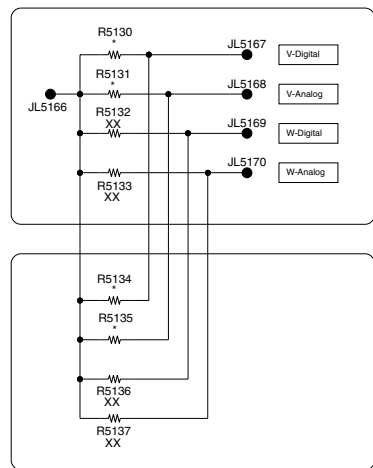 R5130
*
JL5167
V-Digital
R5131
*
JL5168
V-Analog
JL5166
R5132
XX
JL5169
W-Digital
JL5170
W-Analog
R5133
XX
R5134
*
R5135
*
R5136
XX
R5137
XX